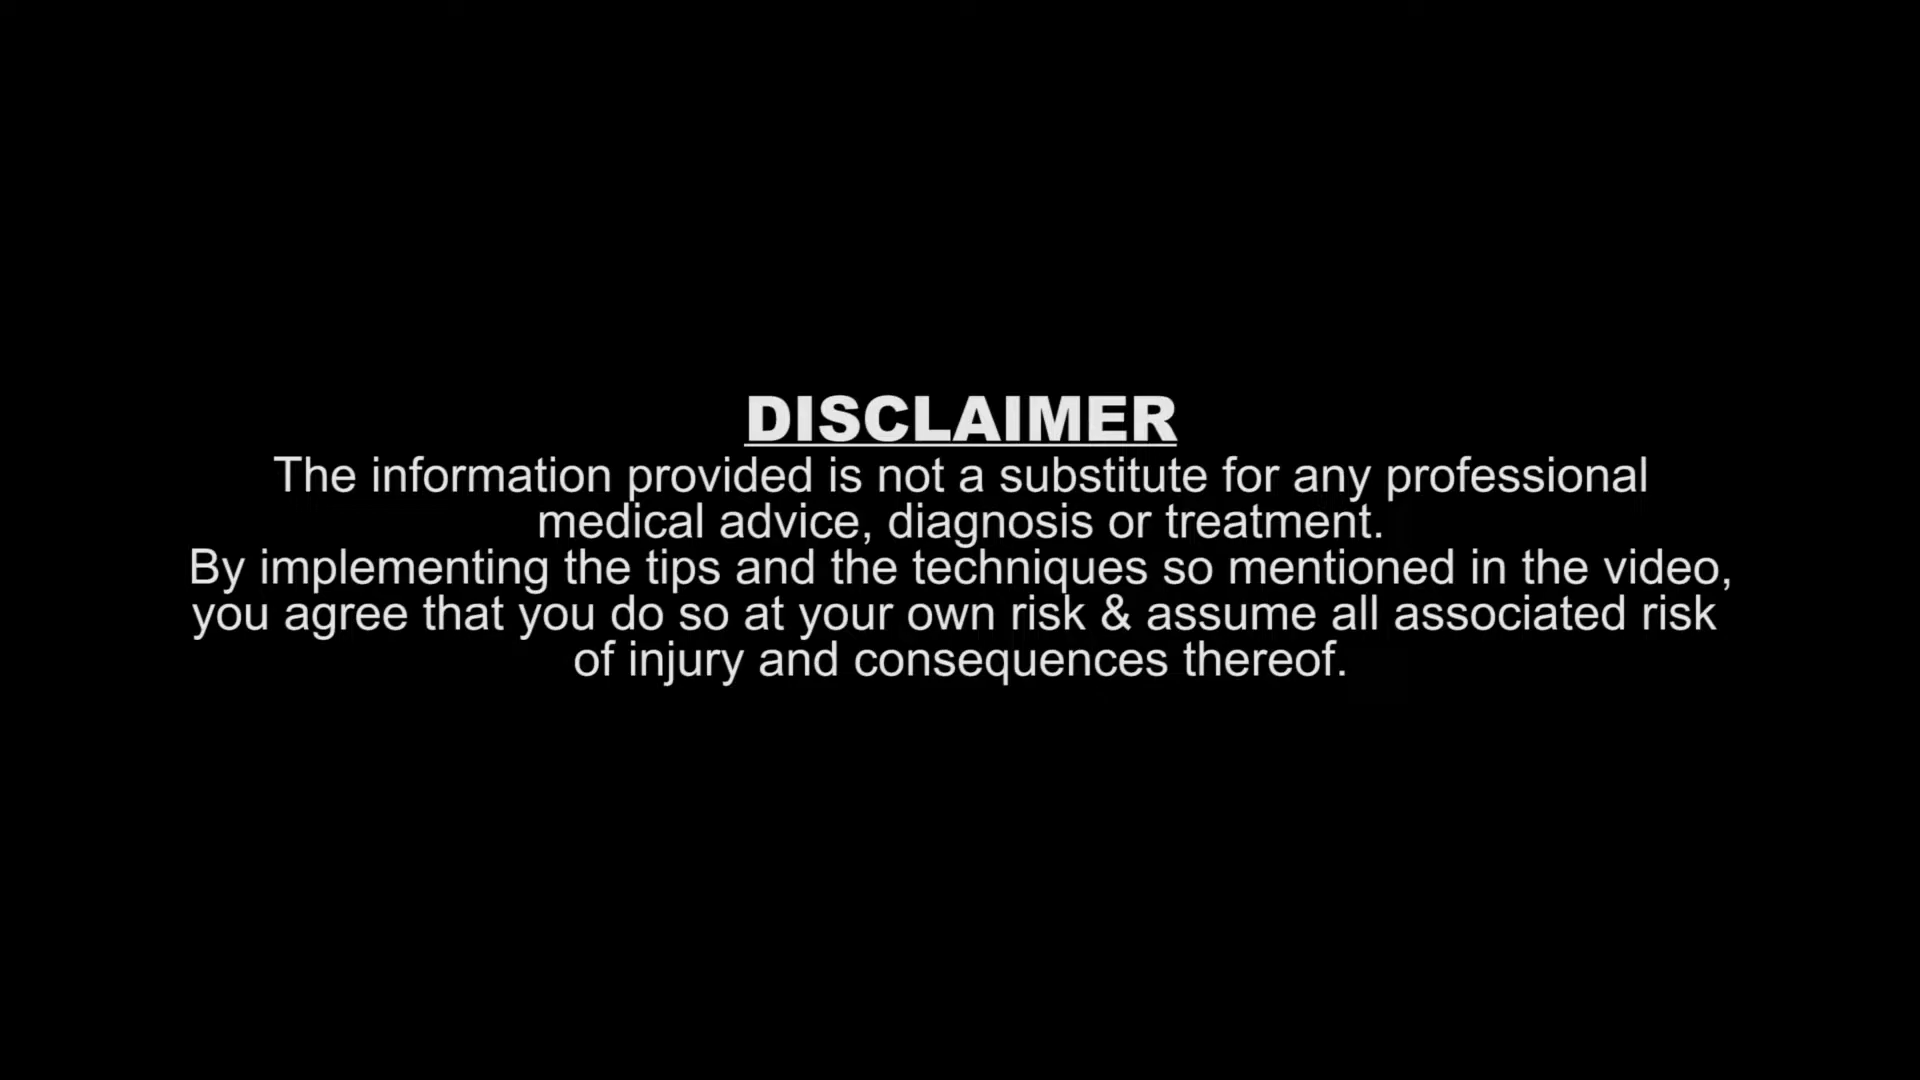 DISCLAIMER
The information provided is not a substitute for any professional
medical advice, diagnosis or treatment.
By implementing the tips and the techniques so mentioned in the video,
you agree that you do so at your own risk & assume all associated risk
of injury and consequences thereof.